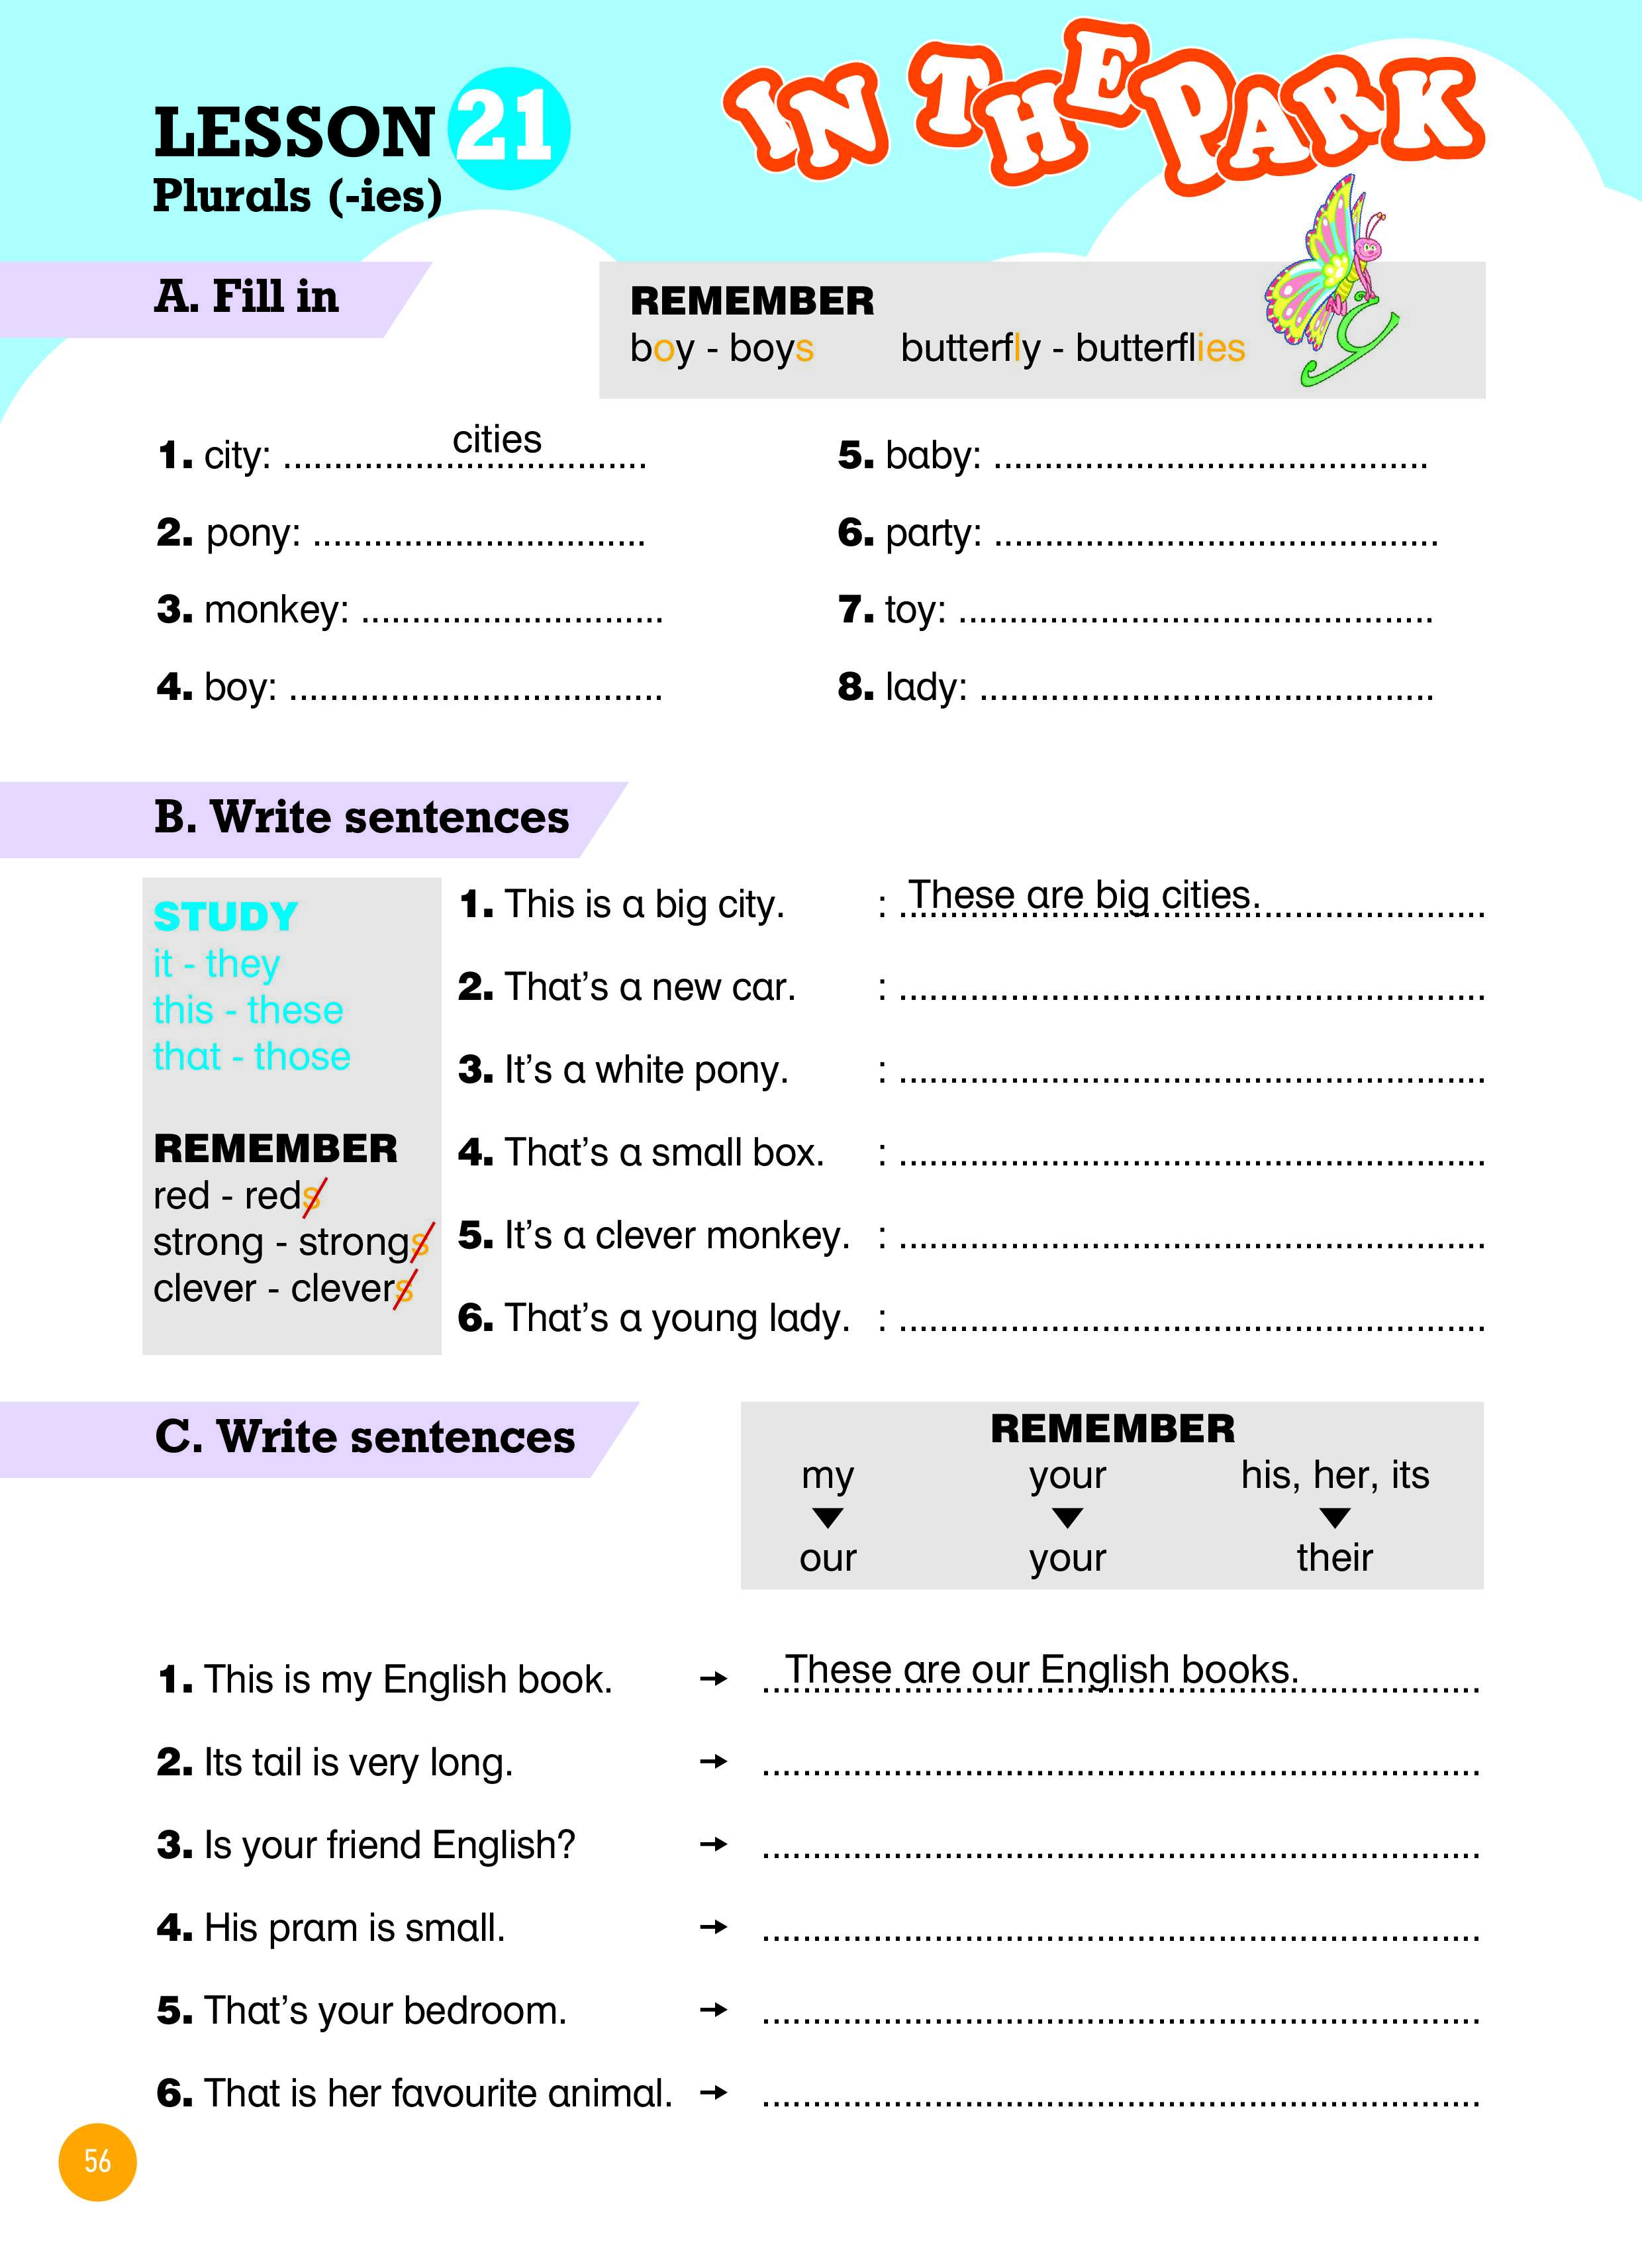 LESSON 21
IN THE PARK
Plurals (-ies)
A. Fill in
REMEMBER
boy - boys butterfly - butterflies
y
1. city: .................cities....................
5. baby: ...........................................
2. pony: .................................
6. party: ............................................
3. monkey: ..............................
7. toy: ...............................................
4. boy: .....................................
8. lady: .............................................
B. Write sentences
STUDY
it - they
this - these
that - those
REMEMBER
red - reds
strong - strongs
clever - clevers
1. This is a big city. : These are big cities.
2. That's a new car. : ..........................................................
3. It's a white pony. : ..........................................................
4. That's a small box. : ..........................................................
5. It's a clever monkey. : ..........................................................
6. That's a young lady. : ..........................................................
C. Write sentences
REMEMBER
my your his, her, its
our your their
1. This is my English book. → These are our English books.
2. Its tail is very long. → .......................................................................
3. Is your friend English? → .......................................................................
4. His pram is small. → .......................................................................
5. That's your bedroom. → .......................................................................
6. That is her favourite animal. → .......................................................................
56